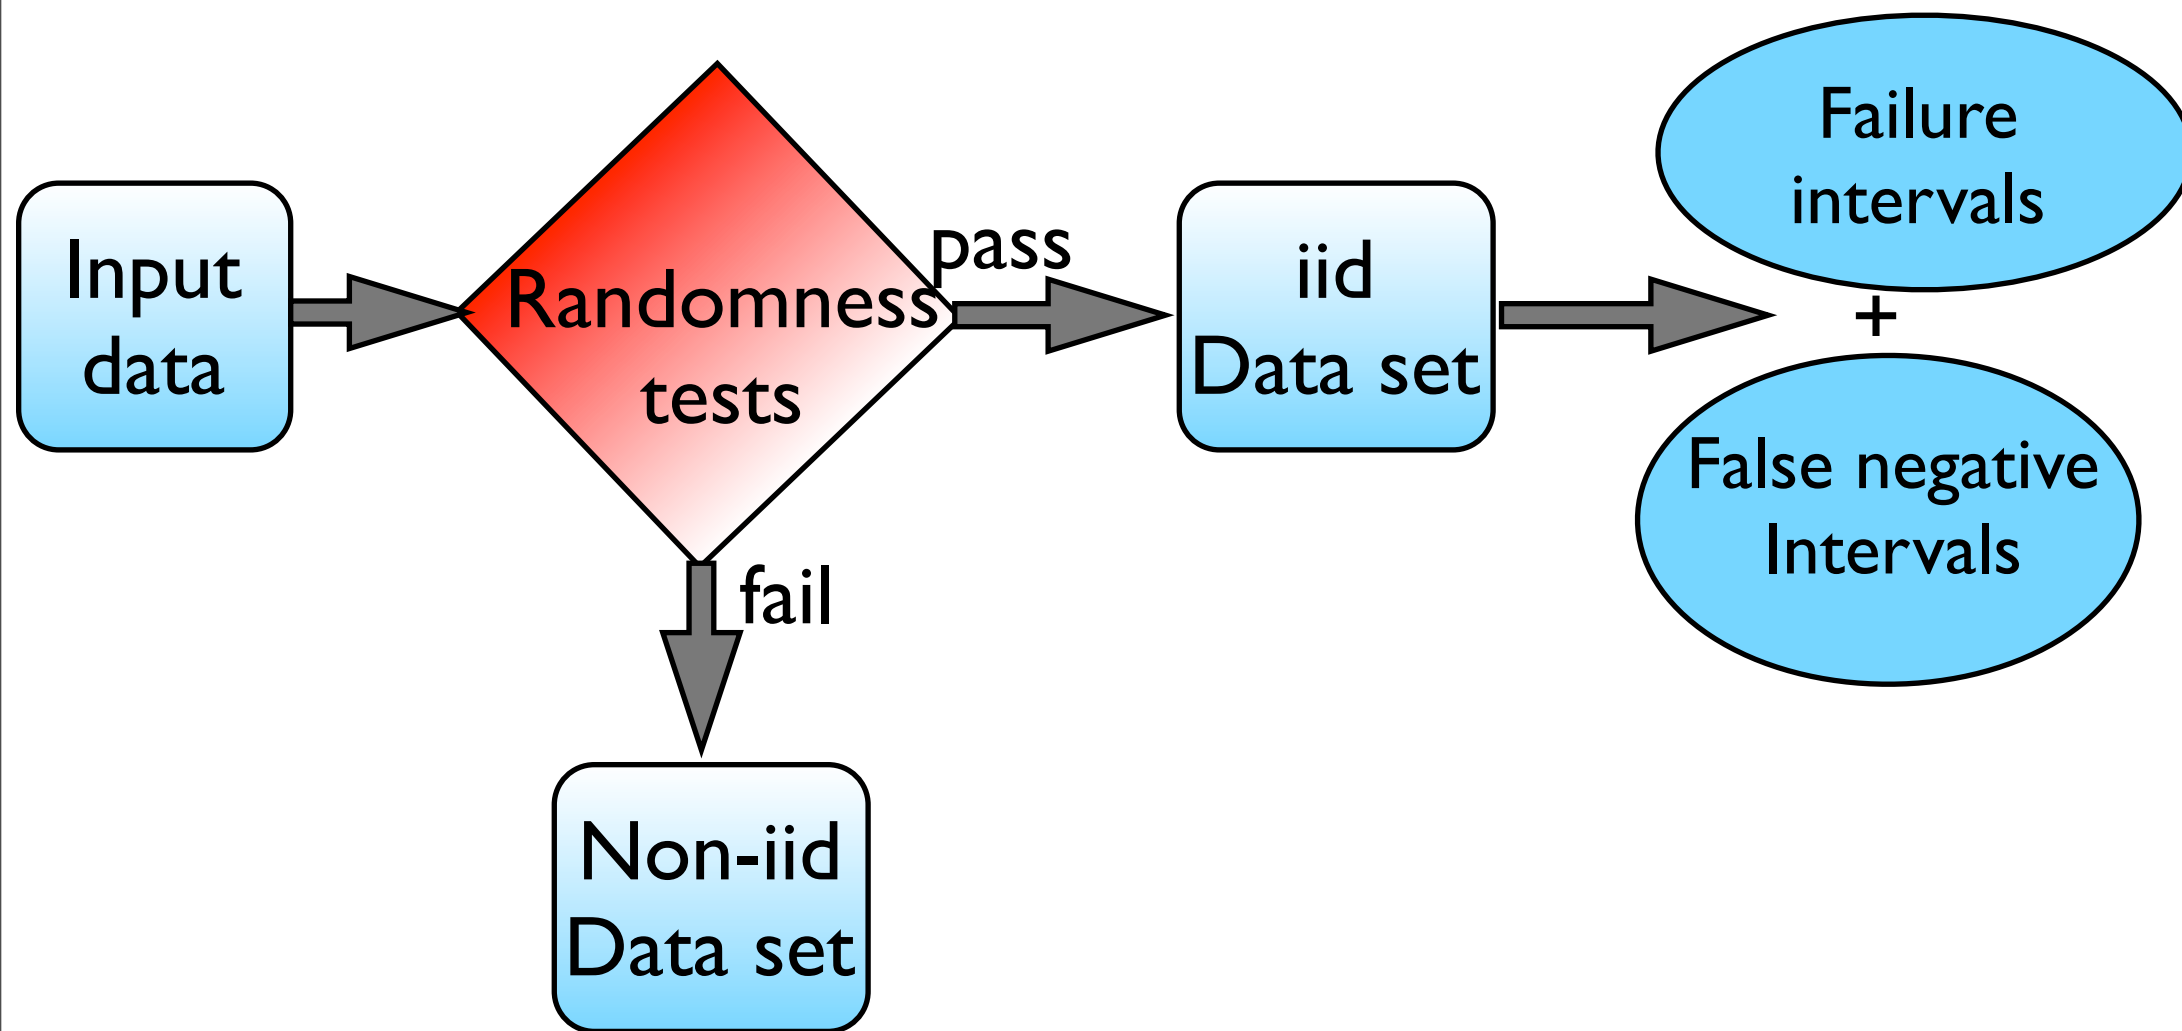 Input
data
Randomness
tests
pass
fail
iid
Data set
Non-iid
Data set
Failure
intervals
+
False negative
Intervals